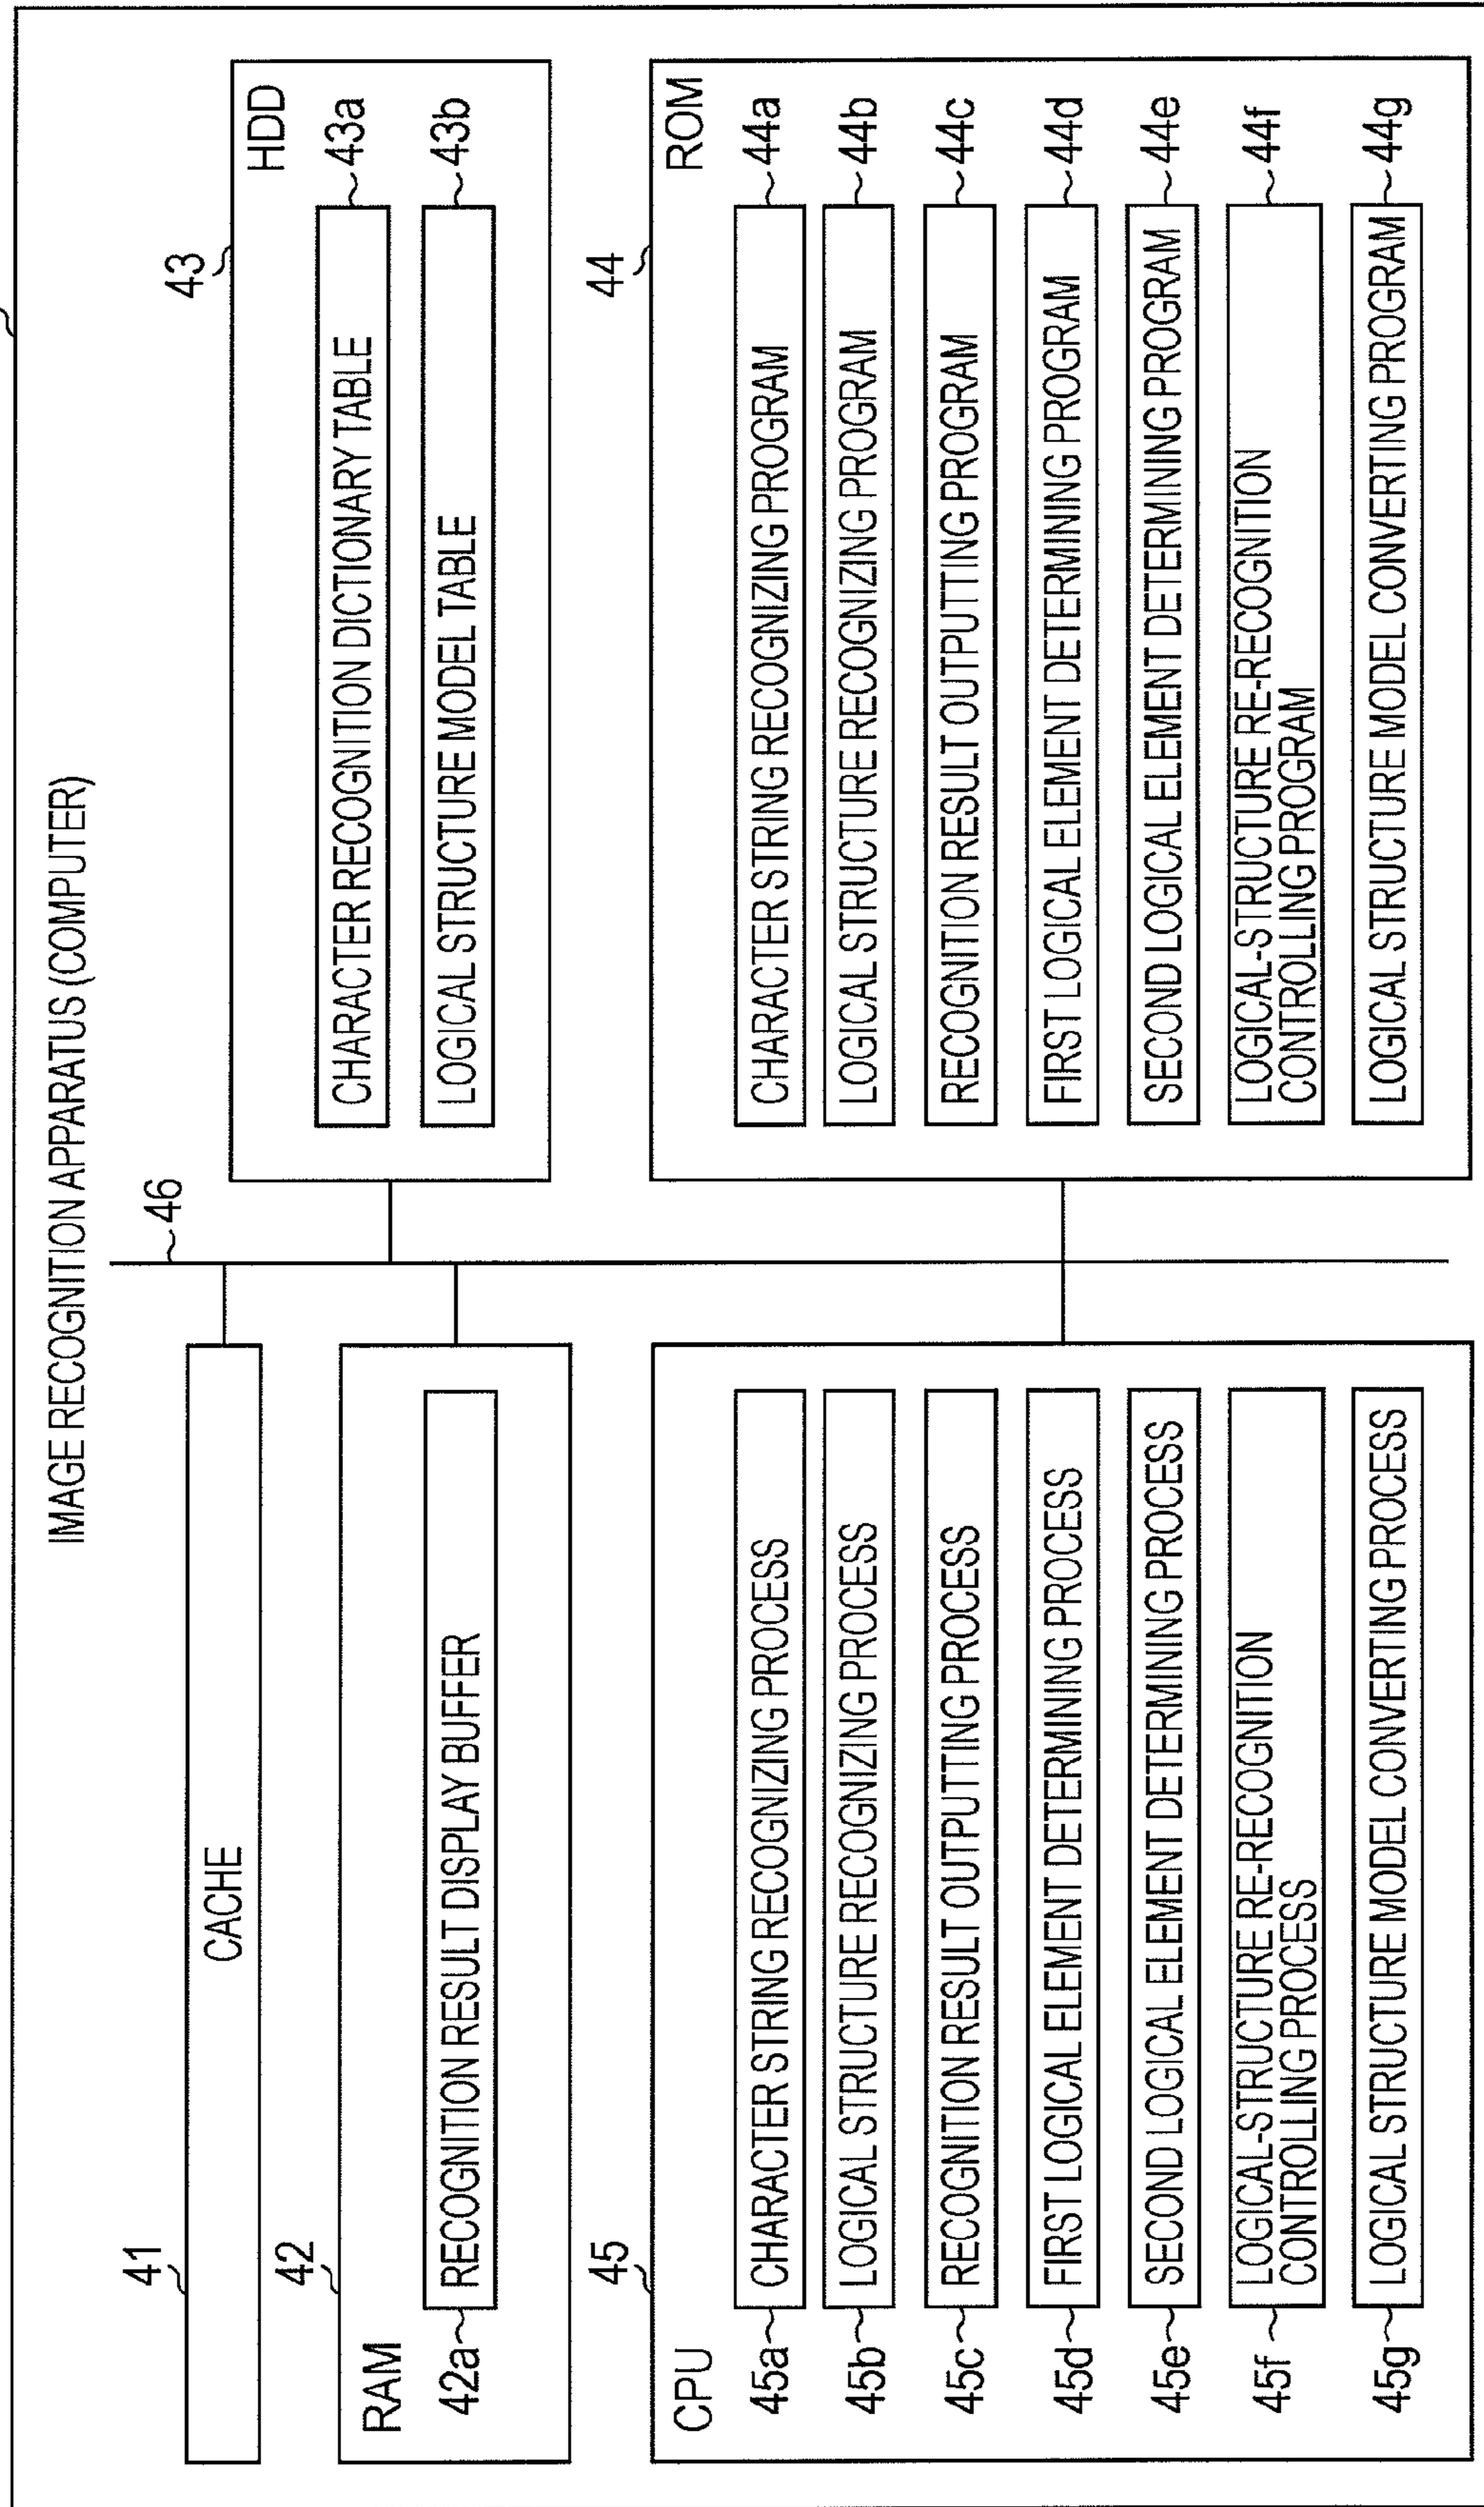 IMAGE RECOGNITION APPARATUS (COMPUTER)
41
CACHE
42
RAM
42a
RECOGNITION RESULT DISPLAY BUFFER
45
CPU
45a
CHARACTER STRING RECOGNIZING PROCESS
45b
LOGICAL STRUCTURE RECOGNIZING PROCESS
45c
RECOGNITION RESULT OUTPUTTING PROCESS
45d
FIRST LOGICAL ELEMENT DETERMINING PROCESS
45e
SECOND LOGICAL ELEMENT DETERMINING PROCESS
45f
LOGICAL-STRUCTURE RE-RECOGNITION
CONTROLLING PROCESS
45g
LOGICAL STRUCTURE MODEL CONVERTING PROCESS
46
43
HDD
CHARACTER RECOGNITION DICTIONARY TABLE
43a
LOGICAL STRUCTURE MODEL TABLE
43b
44
ROM
CHARACTER STRING RECOGNIZING PROGRAM
44a
LOGICAL STRUCTURE RECOGNIZING PROGRAM
44b
RECOGNITION RESULT OUTPUTTING PROGRAM
44c
FIRST LOGICAL ELEMENT DETERMINING PROGRAM
44d
SECOND LOGICAL ELEMENT DETERMINING PROGRAM
44e
LOGICAL-STRUCTURE RE-RECOGNITION
CONTROLLING PROGRAM
44f
LOGICAL STRUCTURE MODEL CONVERTING PROGRAM
44g